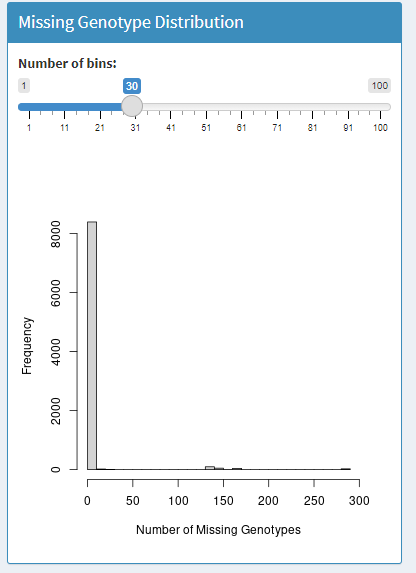 Missing Genotype Distribution
Number of bins:
1 30 100
1 11 21 31 41 51 61 71 81 91 100
8000
6000
4000
2000
0
Frequency
0 50 100 150 200 250 300
Number of Missing Genotypes